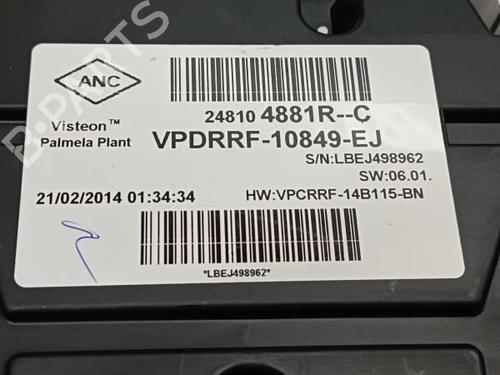 ANC
24810 4881R--C
Visteon™
Palmela Plant
VPDRRF-10849-EJ
S/N:LBEJ498962
SW:06.01.
21/02/2014 01:34:34
HW:VPCRRF-14B115-BN
*LBEJ498962*
B-PARTS